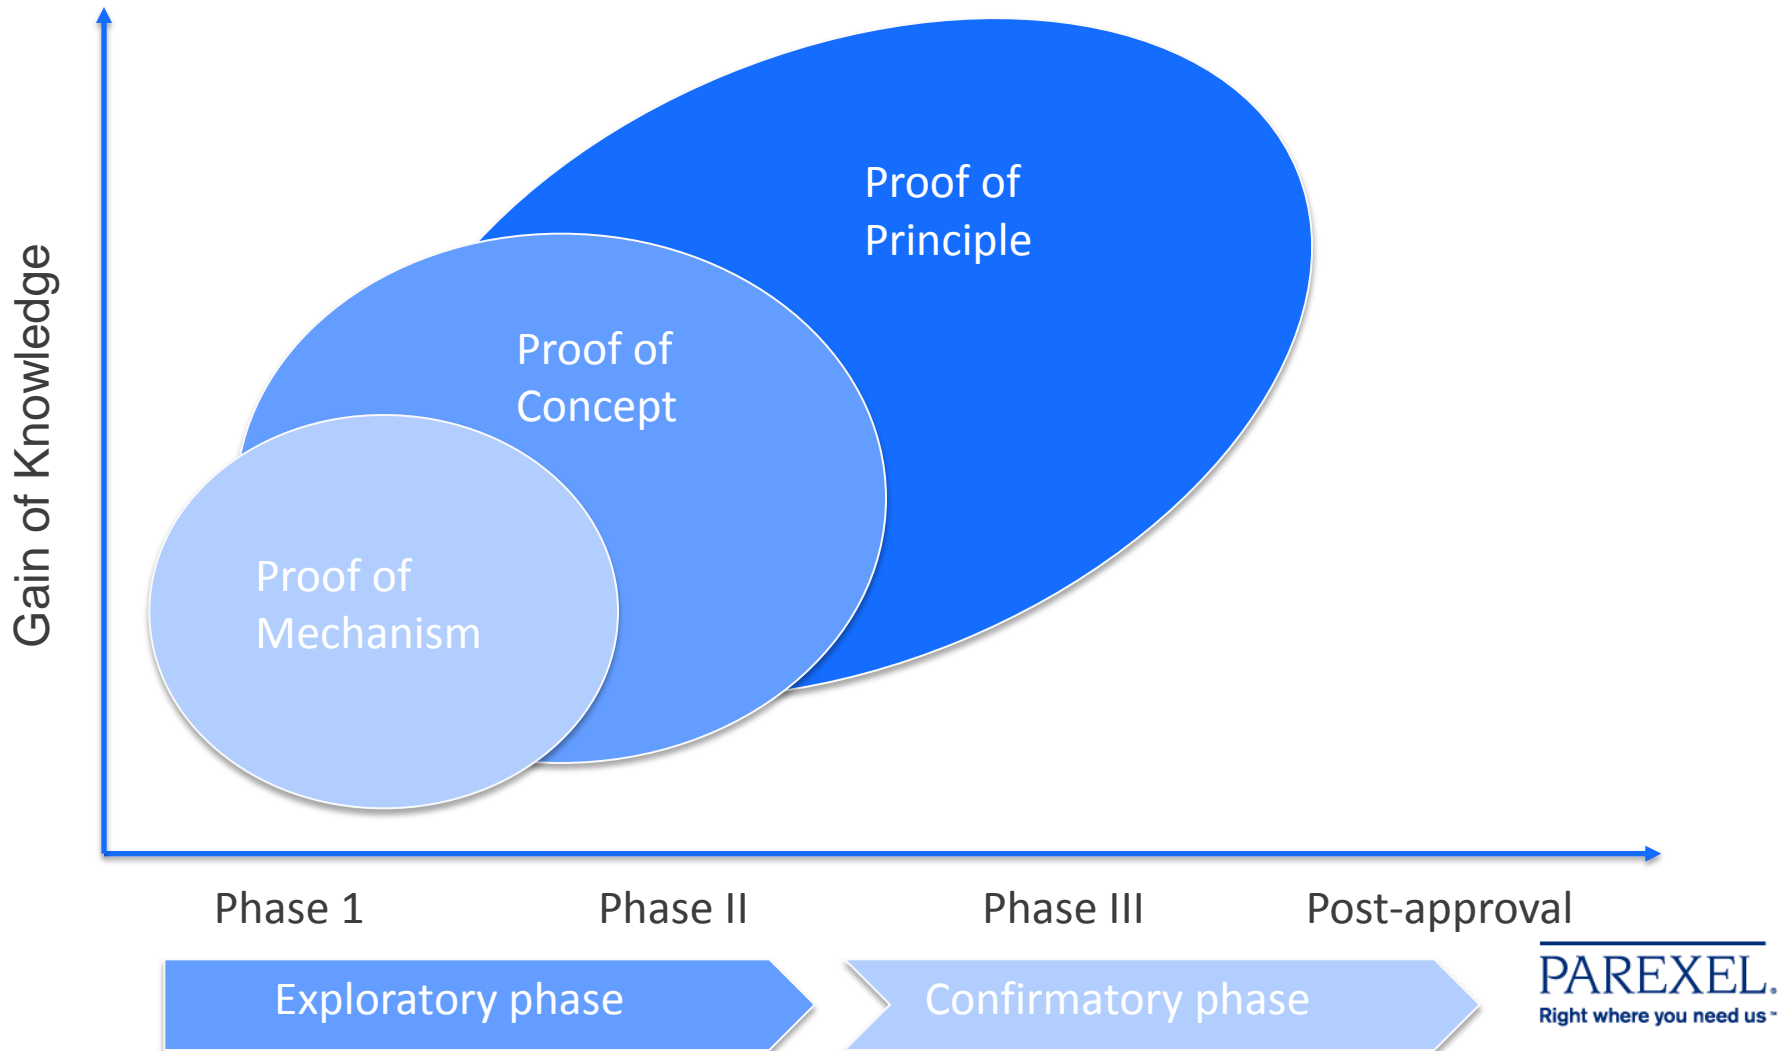 Gain of Knowledge
Proof of
Principle
Proof of
Concept
Proof of
Mechanism
Phase 1
Phase II
Phase III
Post-approval
Exploratory phase
Confirmatory phase
PAREXEL®
Right where you need us™